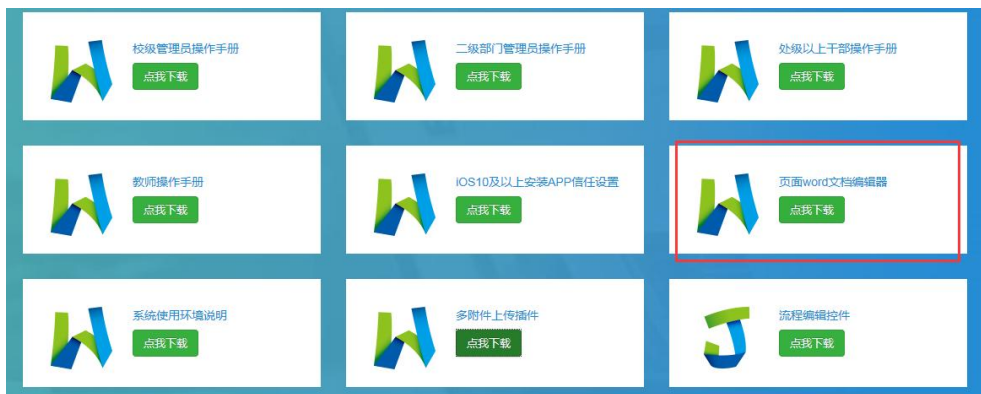 校级管理员操作手册
点我下载
二级部门管理员操作手册
点我下载
处级以上干部操作手册
点我下载
教师操作手册
点我下载
iOS10及以上安装APP信任设置
点我下载
页面word文档编辑器
点我下载
系统使用环境说明
点我下载
多附件上传插件
点我下载
流程编辑控件
点我下载